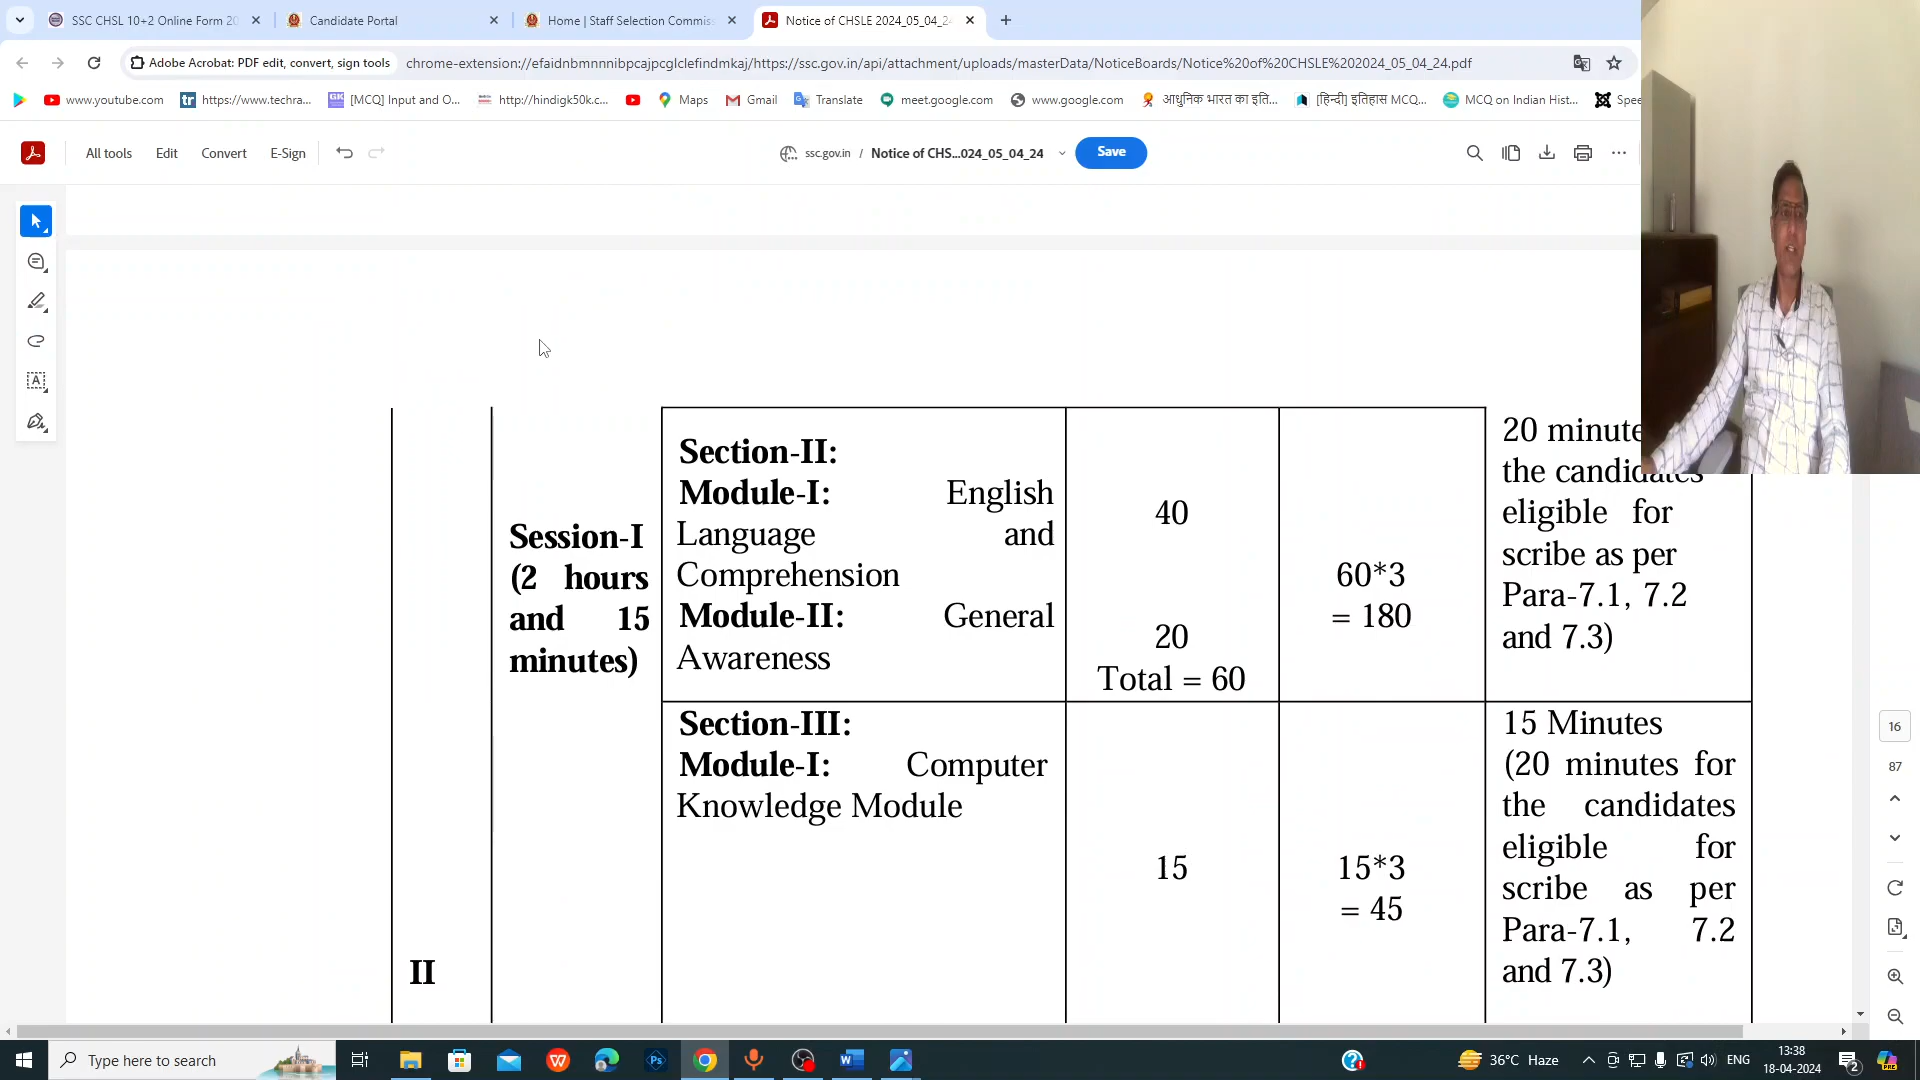 SSC CHSL 10+2 Online Form 20
Candidate Portal
Home | Staff Selection Commiss
Notice of CHSLE 2024_05_04_24
Adobe Acrobat: PDF edit, convert, sign tools
chrome-extension://efaidnbmnnnibpcajpcglclefindmkaj/https://ssc.gov.in/api/attachment/uploads/masterData/NoticeBoards/Notice%20of%20CHSLE%202024_05_04_24.pdf
www.youtube.com
https://www.techra...
[MCQ] Input and O...
http://hindigk50k.c...
Maps
Gmail
Translate
meet.google.com
www.google.com
आधुनिक भारत का इति...
[हिन्दी] इतिहास MCQ...
MCQ on Indian Hist...
Spee
All tools
Edit
Convert
E-Sign
ssc.gov.in / Notice of CHS...024_05_04_24
Save
Session-I
(2 hours
and 15
minutes)
Section-II:
Module-I: English
Language and
Comprehension
Module-II: General
Awareness
40
20
Total = 60
60*3
= 180
20 minute
the candidates
eligible for
scribe as per
Para-7.1, 7.2
and 7.3)
Section-III:
Module-I: Computer
Knowledge Module
15
15*3
= 45
15 Minutes
(20 minutes for
the candidates
eligible for
scribe as per
Para-7.1, 7.2
and 7.3)
II
16
87
Type here to search
36°C Haze
ENG
13:38
18-04-2024
2